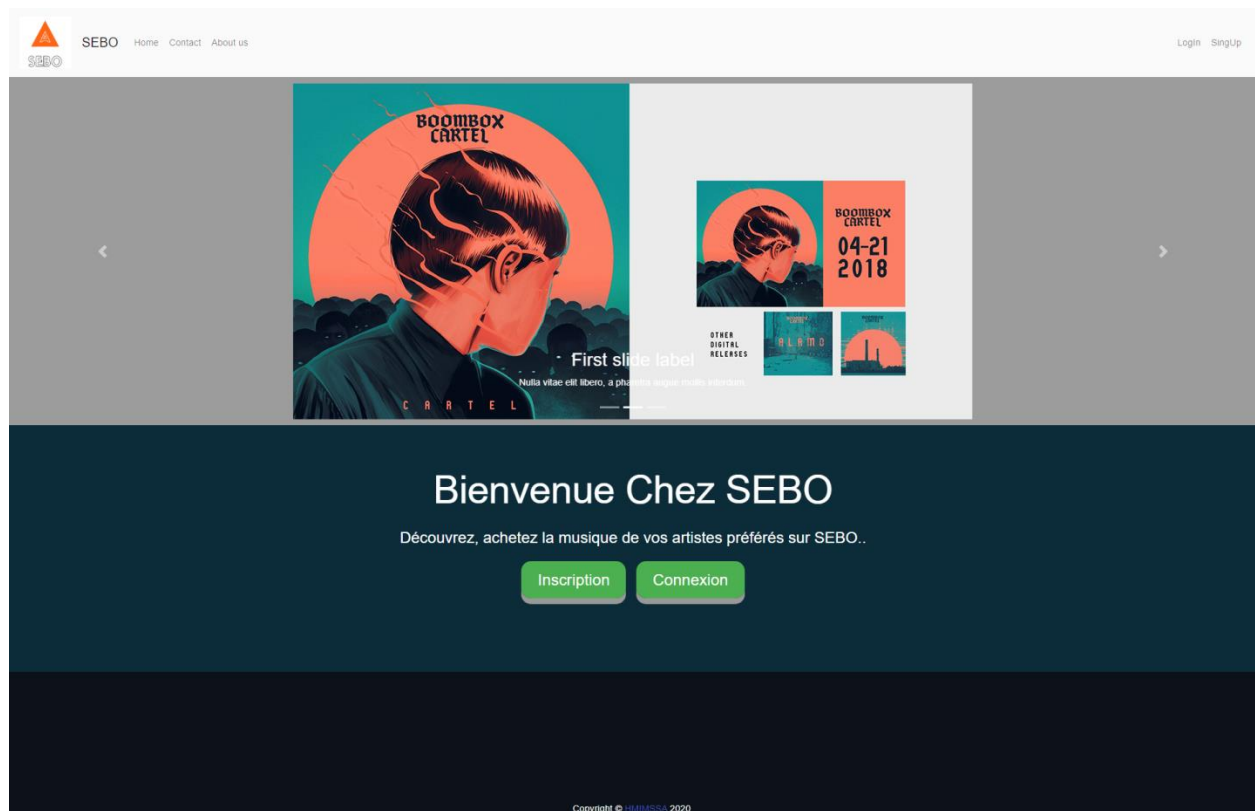 SEBO
SEBO Home Contact About us
Login SingUp
BOOMBOX
CARTEL
CARTEL
BOOMBOX
CARTEL
04-21
2018
OTHER
DIGITAL
RELEASES
ALAMO
First slide label
Nulla vitae elit libero, a pharetra augue mollis interdum.
Bienvenue Chez SEBO
Découvrez, achetez la musique de vos artistes préférés sur SEBO..
Inscription Connexion
Copyright © HMIMSSA 2020